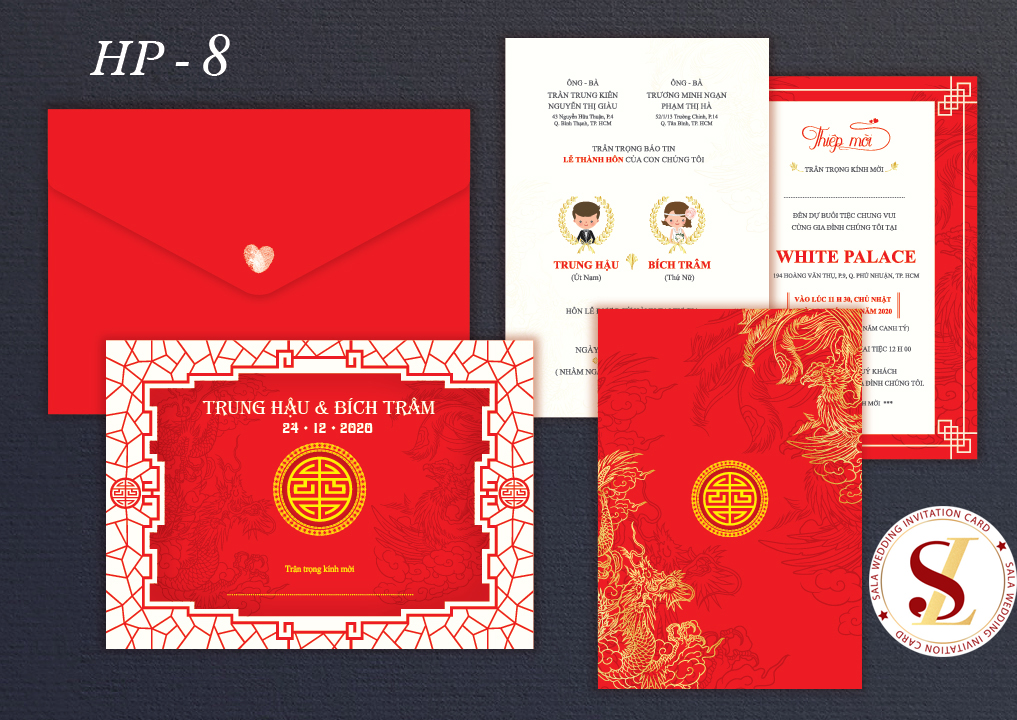 HP - 8
ÔNG - BÀ
TRẦN TRUNG KIÊN
NGUYỄN THỊ GIÀU
43 Nguyễn Hữu Thuận, P.4
Q. Bình Thạnh, TP. HCM
ÔNG - BÀ
TRƯƠNG MINH NGẠN
PHẠM THỊ HÀ
52/1/13 Trường Chinh, P.14
Q. Tân Bình, TP. HCM
TRÂN TRỌNG BÁO TIN
LỄ THÀNH HÔN CỦA CON CHÚNG TÔI
TRUNG HẬU
(Út Nam)
BÍCH TRÂM
(Thứ Nữ)
HÔN LỄ
NGÀY
( NHẰM
Thiệp mời
TRÂN TRỌNG KÍNH MỜI
ĐẾN DỰ BUỔI TIỆC CHUNG VUI
CÙNG GIA ĐÌNH CHÚNG TÔI TẠI
WHITE PALACE
194 HOÀNG VĂN THỤ, P.9, Q. PHÚ NHUẬN, TP. HCM
VÀO LÚC 11 H 30, CHỦ NHẬT
NĂM 2020
NĂM CANH TÝ)
TIỆC 12 H 00
KHÁCH
ĐÌNH CHÚNG TÔI.
MỜI ***
TRUNG HẬU & BÍCH TRÂM
24 • 12 • 2020
Trân trọng kính mời
SL
SALA WEDDING INVITATION CARD
SALA WEDDING INVITATION CARD